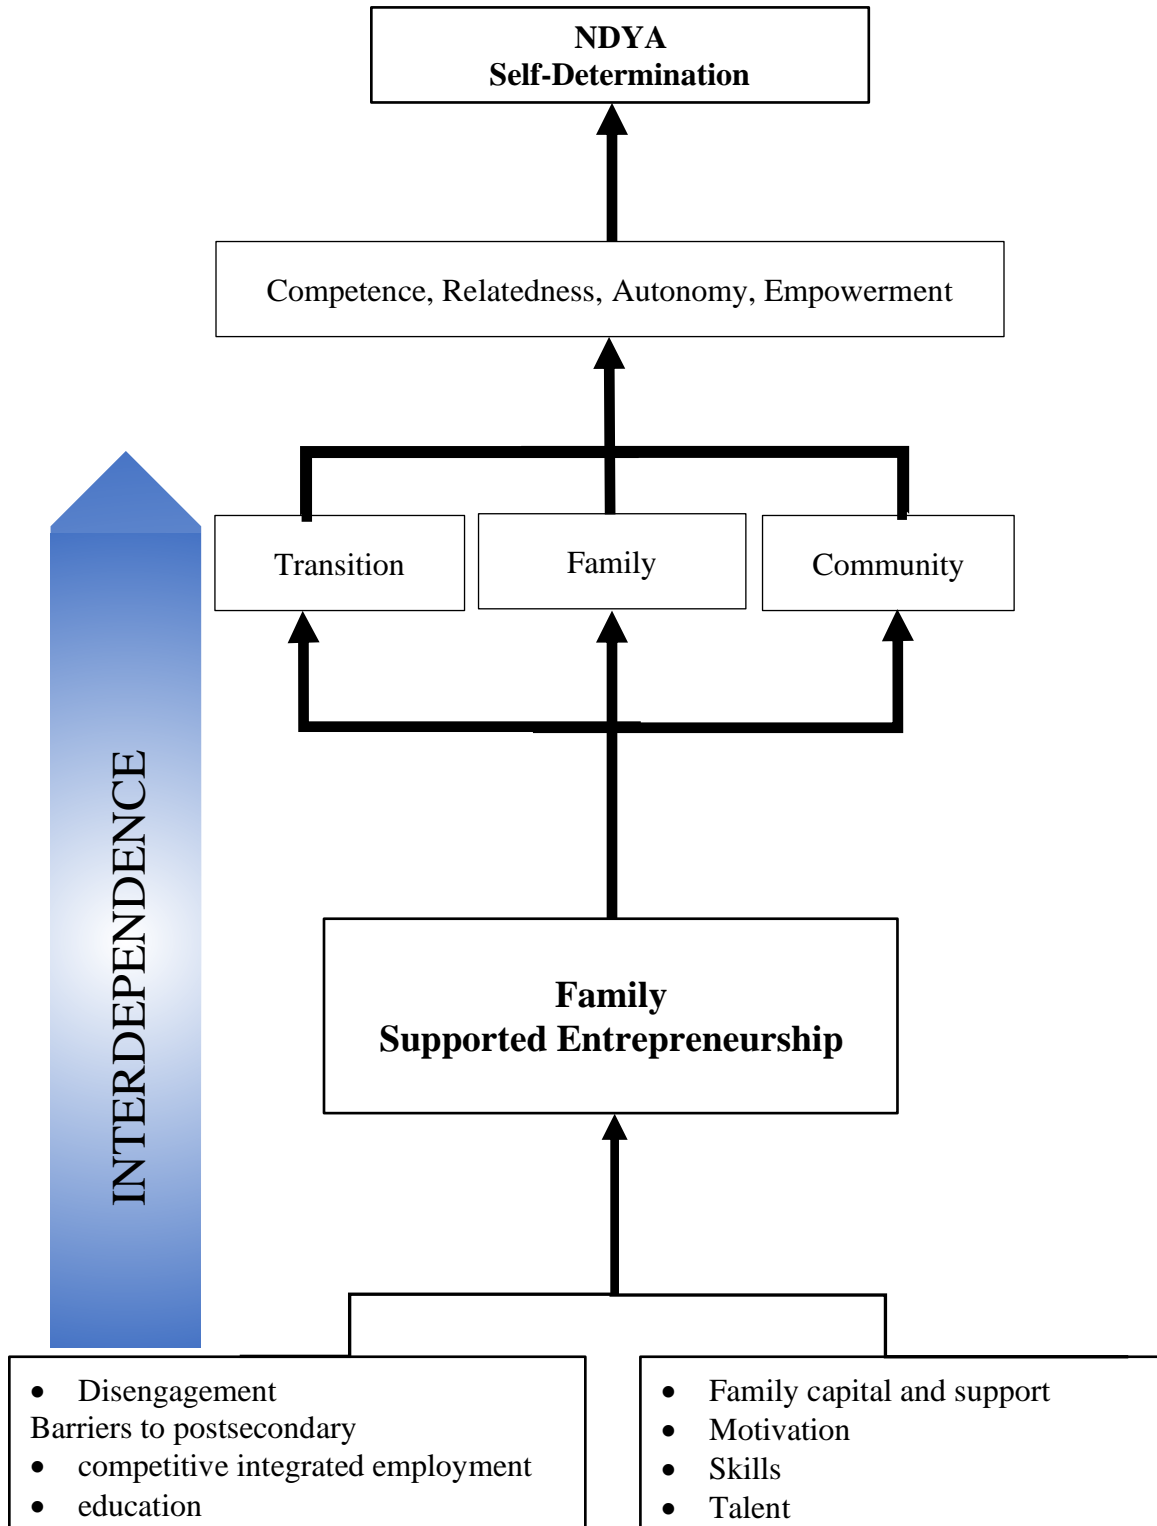 NDYA
Self-Determination
Competence, Relatedness, Autonomy, Empowerment
Transition
Family
Community
INTERDEPENDENCE
Family
Supported Entrepreneurship
• Disengagement
Barriers to postsecondary
• competitive integrated employment
• education
• Family capital and support
• Motivation
• Skills
• Talent